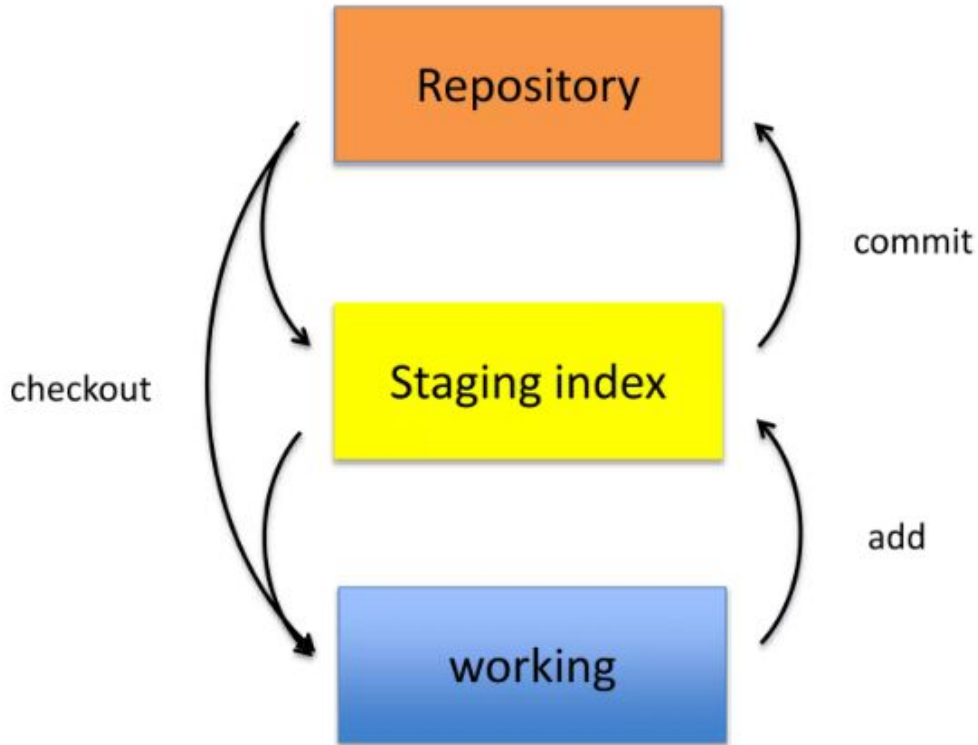 Repository
commit
Staging index
checkout
add
working